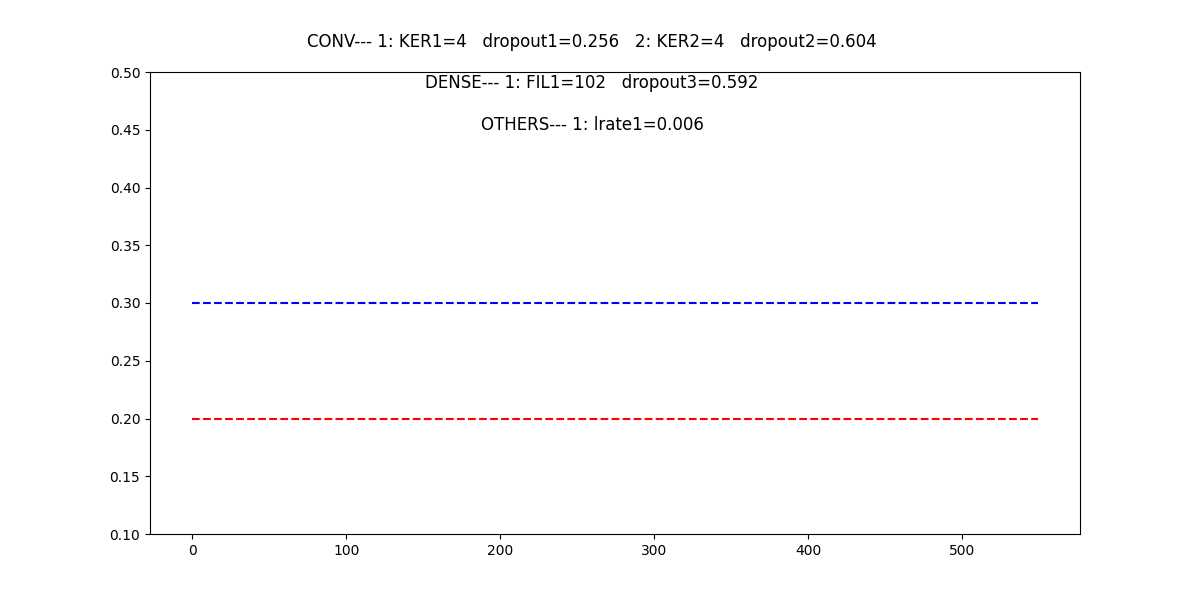 CONV--- 1: KER1=4   dropout1=0.256   2: KER2=4   dropout2=0.604
DENSE--- 1: FIL1=102   dropout3=0.592
OTHERS--- 1: lrate1=0.006
0.50
0.45
0.40
0.35
0.30
0.25
0.20
0.15
0.10
0 100 200 300 400 500